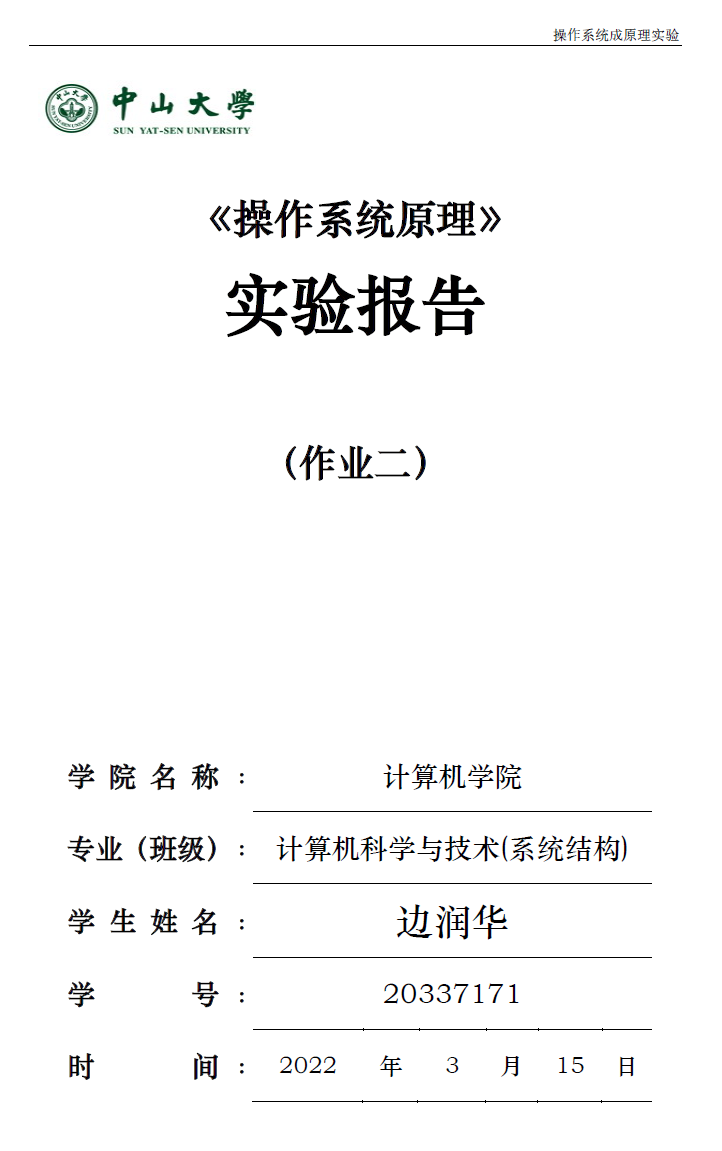 操作系统成原理实验
中山大學
SUN YAT-SEN UNIVERSITY
《操作系统原理》
实验报告
（作业二）
学院名称：计算机学院
专业（班级）：计算机科学与技术(系统结构)
学生姓名：边润华
学号：20337171
时间：2022 年 3 月 15 日